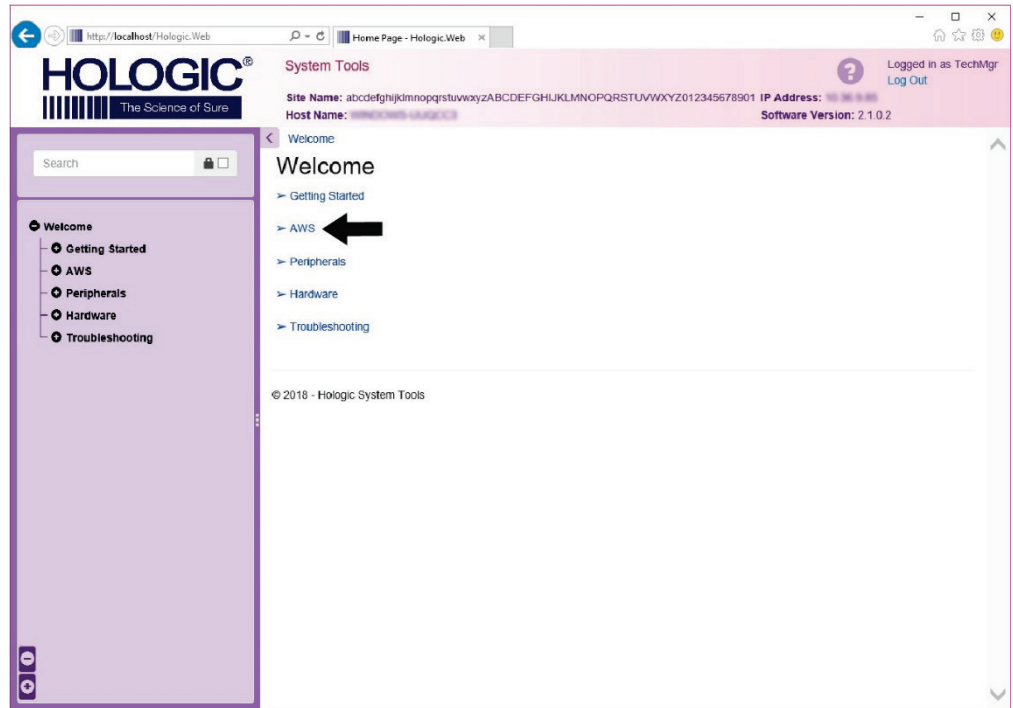 http://localhost/Hologic.Web
Home Page - Hologic.Web
HOLOGIC®
The Science of Sure
System Tools
Logged in as TechMgr
Log Out
Site Name: abcdefghijklmnopqrstuvwxyzABCDEFGHIJKLMNOPQRSTUVWXYZ012345678901 IP Address:
Host Name: Software Version: 2.1.0.2
Search
Welcome
Getting Started
AWS
Peripherals
Hardware
Troubleshooting
Welcome
Welcome
➢ Getting Started
➢ AWS
➢ Peripherals
➢ Hardware
➢ Troubleshooting
© 2018 - Hologic System Tools